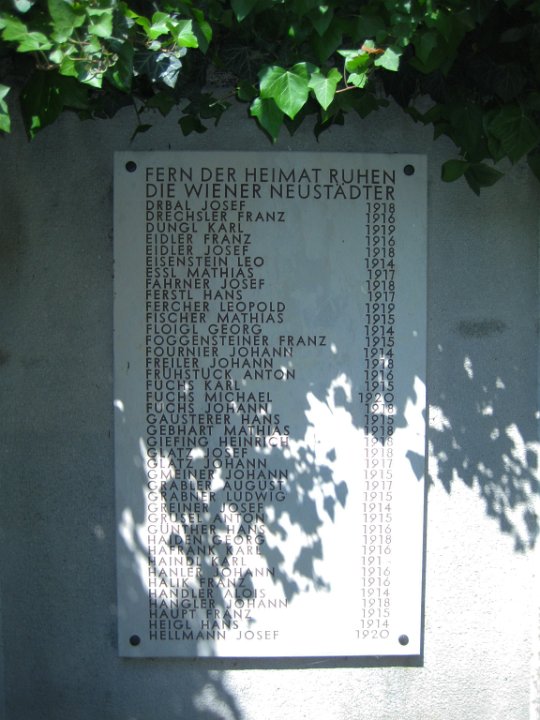 FERN DER HEIMAT RUHEN
DIE WIENER NEUSTÄDTER
DRBAL JOSEF 1918
DRECHSLER FRANZ 1916
DUNGL KARL 1919
EIDLER FRANZ 1916
EIDLER JOSEF 1918
EISENSTEIN LEO 1914
ESSL MATHIAS 1917
FAHRNER JOSEF 1918
FERSTL HANS 1917
FERCHER LEOPOLD 1919
FISCHER MATHIAS 1915
FLOIGL GEORG 1914
FOGGENSTEINER FRANZ 1915
FOURNIER JOHANN 1914
FREILER JOHANN 1918
FRÜHSTÜCK ANTON 1916
FUCHS KARL 1915
FUCHS MICHAEL 1920
FUCHS JOHANN 1918
GAUSTERER HANS 1915
GEBHART MATHIAS 1918
GIEFING HEINRICH 1918
GLATZ JOSEF 1918
GLATZ JOHANN 1917
GMEINER JOHANN 1915
GRABLER AUGUST 1917
GRABNER LUDWIG 1915
GREINER JOSEF 1914
GRUSEL ANTON 1915
GÜNTHER HANS 1916
HAIDEN GEORG 1918
HAFRANK KARL 1916
HAINDL KARL
HANLER JOHANN 1916
HALIK FRANZ 1916
HANDLER ALOIS 1914
HANGLER JOHANN 1918
HAUPT FRANZ 1915
HEIGL HANS 1914
HELLMANN JOSEF 1920